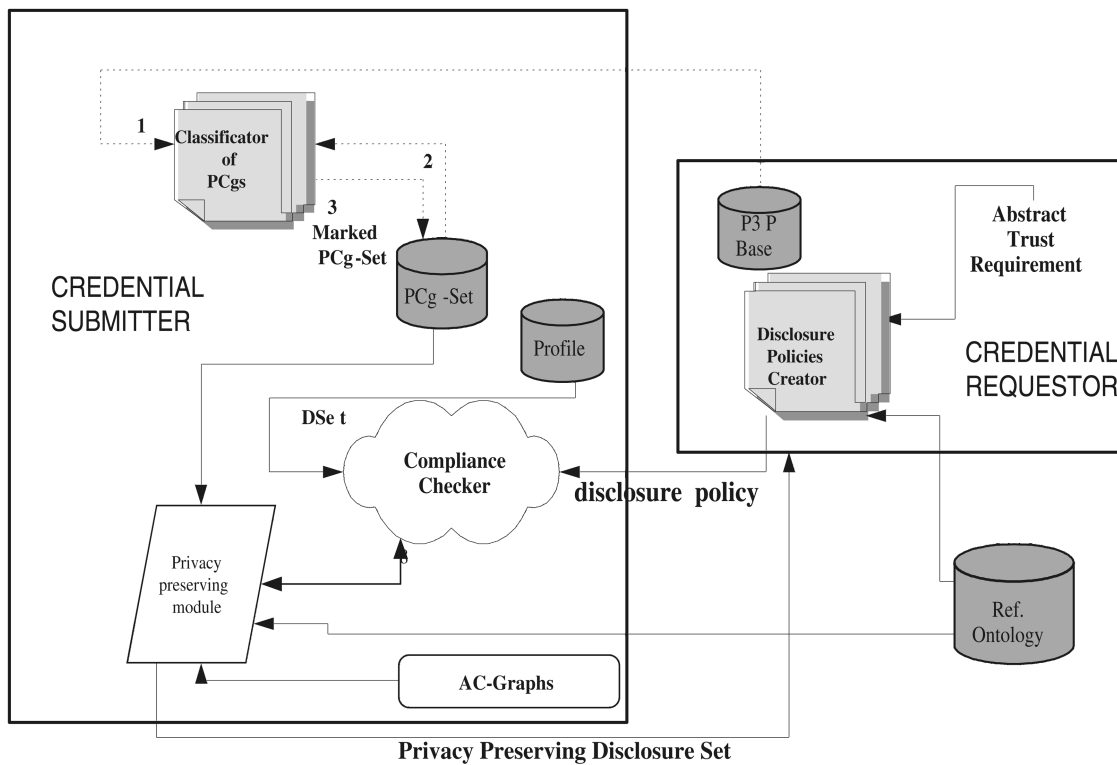 1
Classificator
of
PCgs
2
3
Marked
PCg -Set
PCg -Set
CREDENTIAL
SUBMITTER
Profile
DSe t
Compliance
Checker
Privacy
preserving
module
AC-Graphs
P3 P
Base
Abstract
Trust
Requirement
Disclosure
Policies
Creator
CREDENTIAL
REQUESTOR
disclosure policy
Ref.
Ontology
Privacy Preserving Disclosure Set